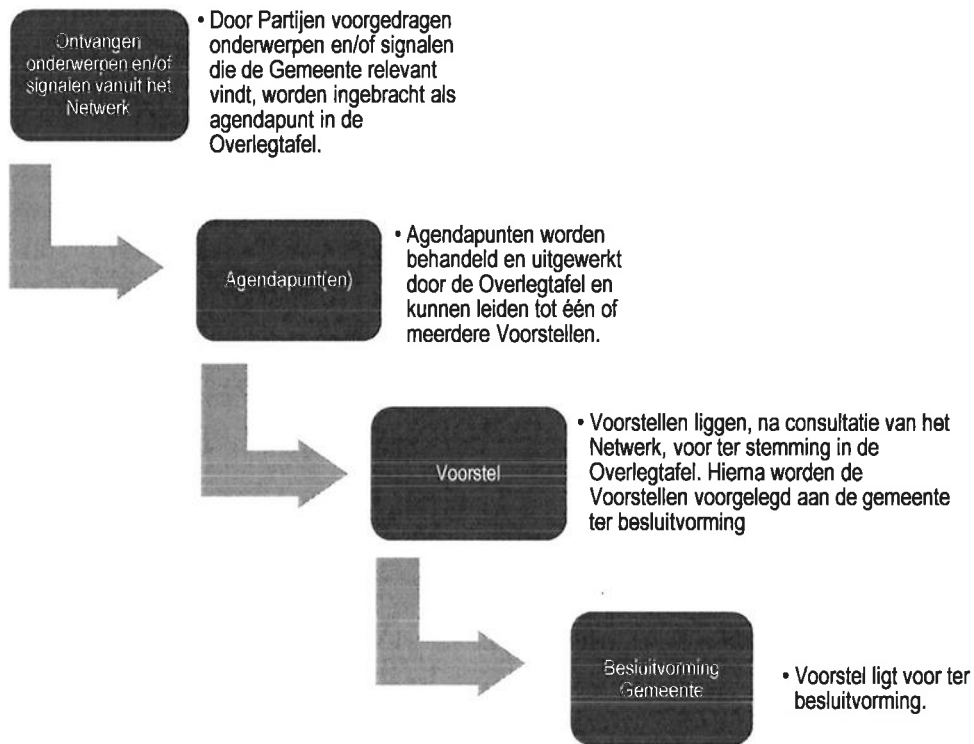 Ontvangen
onderwerpen en/of
signalen vanuit het
Netwerk
• Door Partijen voorgedragen
onderwerpen en/of signalen
die de Gemeente relevant
vindt, worden ingebracht als
agendapunt in de
Overlegtafel.
Agendapunt(en)
• Agendapunten worden
behandeld en uitgewerkt
door de Overlegtafel en
kunnen leiden tot één of
meerdere Voorstellen.
Voorstel
• Voorstellen liggen, na consultatie van het
Netwerk, voor ter stemming in de
Overlegtafel. Hierna worden de
Voorstellen voorgelegd aan de gemeente
ter besluitvorming
Besluitvorming
Gemeente
• Voorstel ligt voor ter
besluitvorming.